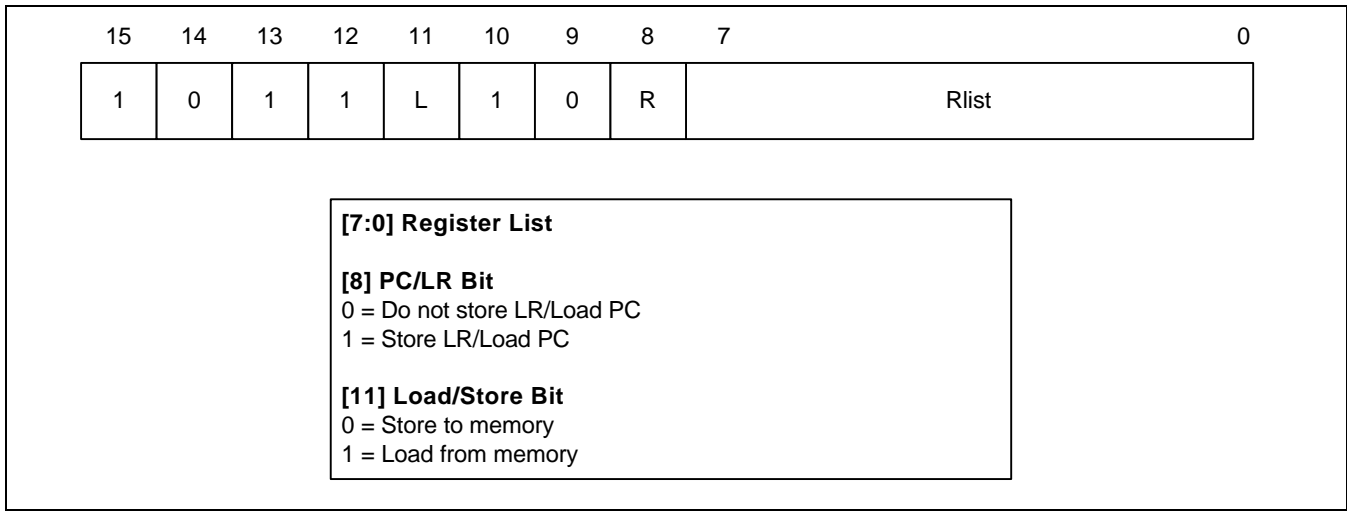 15 14 13 12 11 10 9 8 7 0
1 0 1 1 L 1 0 R Rlist
[7:0] Register List
[8] PC/LR Bit
0 = Do not store LR/Load PC
1 = Store LR/Load PC
[11] Load/Store Bit
0 = Store to memory
1 = Load from memory